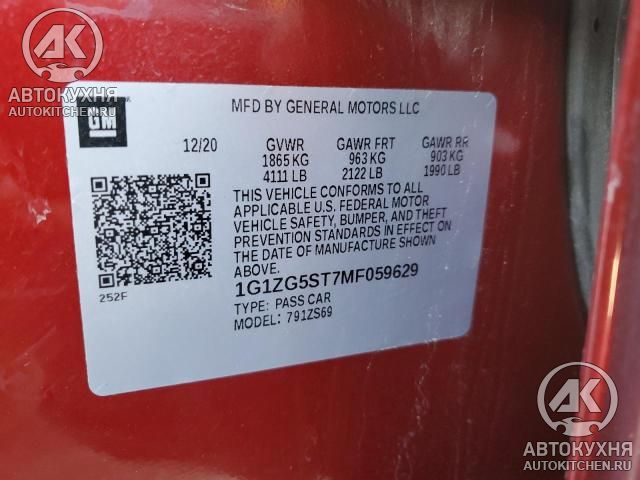 АК
АВТОКУХНЯ
AUTOKITCHEN.RU
GM
MFD BY GENERAL MOTORS LLC
12/20 GVWR GAWR FRT GAWR RR
1865 KG 963 KG 903 KG
4111 LB 2122 LB 1990 LB
THIS VEHICLE CONFORMS TO ALL
APPLICABLE U.S. FEDERAL MOTOR
VEHICLE SAFETY, BUMPER, AND THEFT
PREVENTION STANDARDS IN EFFECT ON
THE DATE OF MANUFACTURE SHOWN
ABOVE.
252F
1G1ZG5ST7MF059629
TYPE: PASS CAR
MODEL: 791ZS69
АК
АВТОКУХНЯ
AUTOKITCHEN.RU